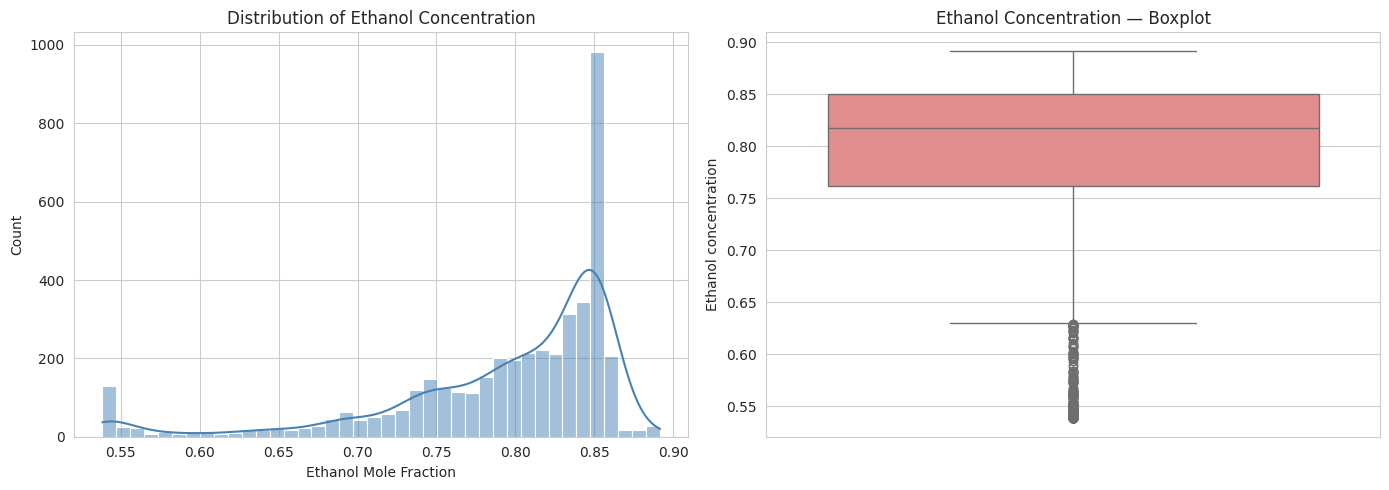 Distribution of Ethanol Concentration
1000
800
600
400
200
0
Count
0.55 0.60 0.65 0.70 0.75 0.80 0.85 0.90
Ethanol Mole Fraction
Ethanol Concentration — Boxplot
0.90
0.85
0.80
0.75
0.70
0.65
0.60
0.55
Ethanol concentration